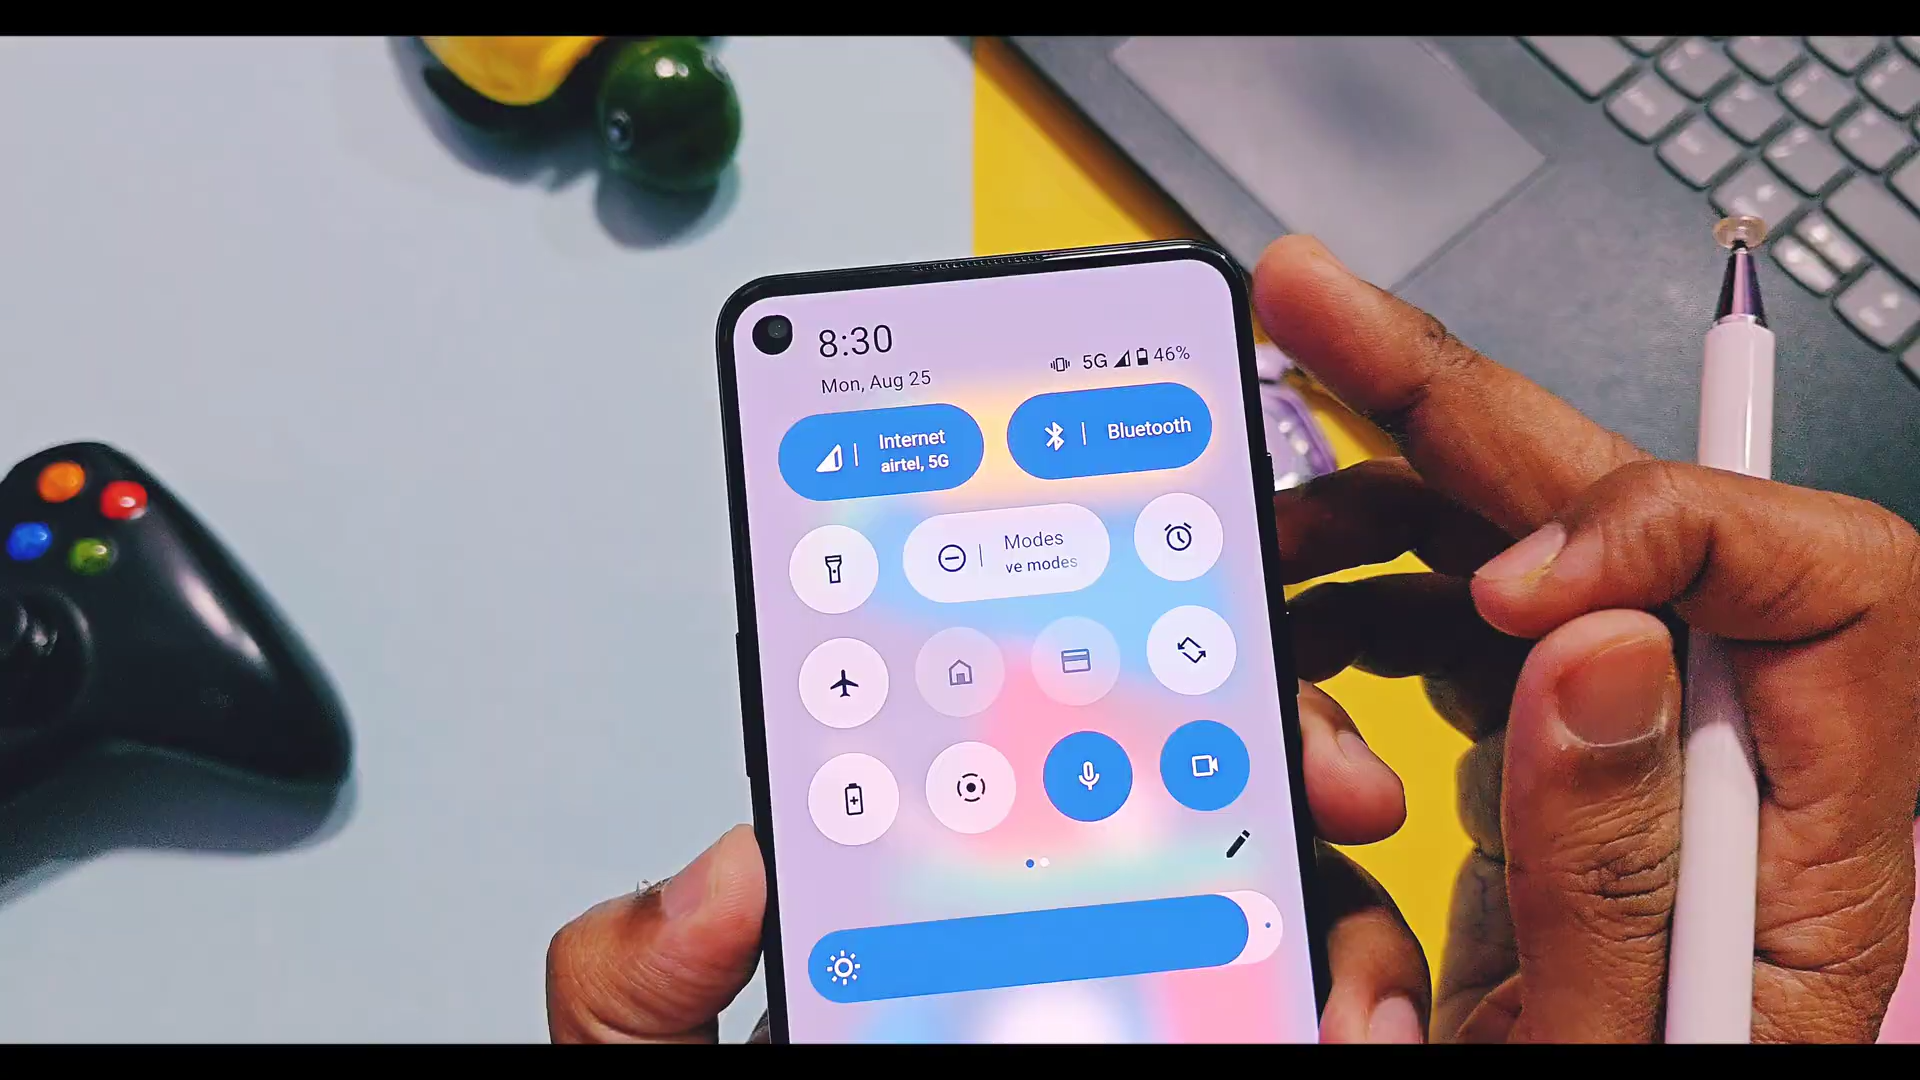 8:30
Mon, Aug 25
5G 46%
Internet
airtel, 5G
Bluetooth
Modes
ve modes